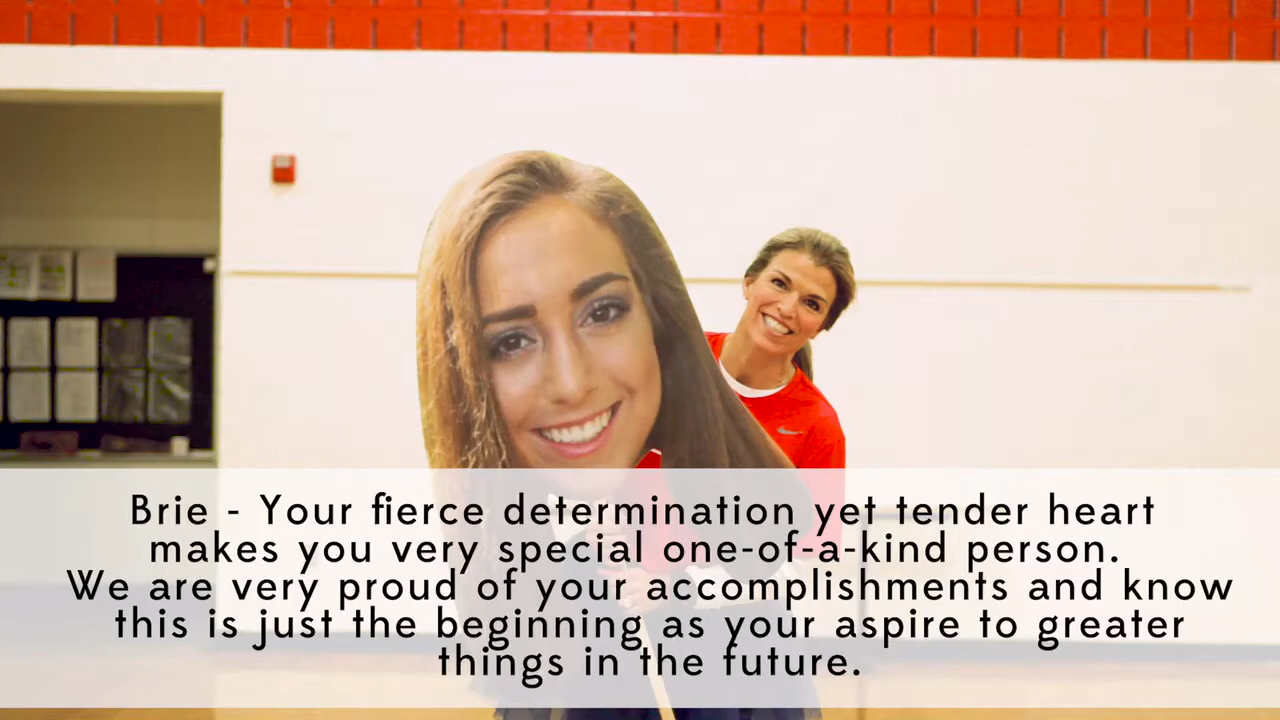 Brie - Your fierce determination yet tender heart
makes you very special one-of-a-kind person.
We are very proud of your accomplishments and know
this is just the beginning as your aspire to greater
things in the future.